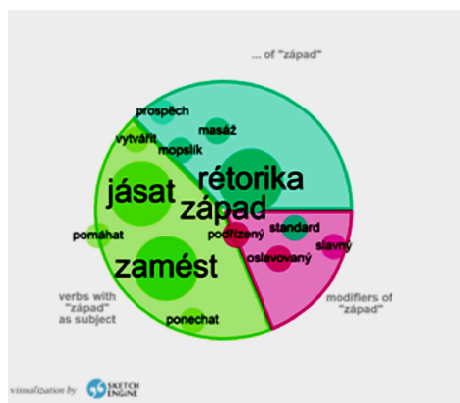 ... of "západ"
prospěch
vytvářit
masáž
mopslík
rétorika
jásat
západ
podřízený
standard
slavný
pomáhat
oslavovaný
zamést
verbs with
"západ"
as subject
modifiers of
"západ"
ponechat
visualization by
SKETCH
ENGINE